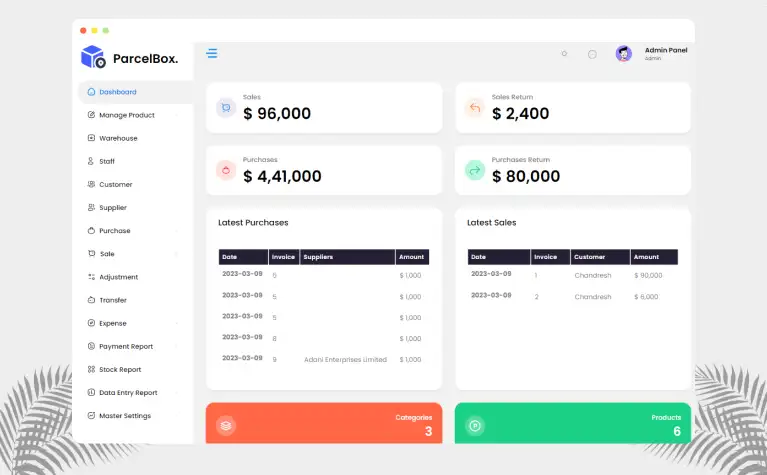 ParcelBox.
Admin Panel
admin
Dashboard
Manage Product
Warehouse
Staff
Customer
Supplier
Purchase
Sale
Adjustment
Transfer
Expense
Payment Report
Stock Report
Data Entry Report
Master Settings
Sales
$ 96,000
Sales Return
$ 2,400
Purchases
$ 4,41,000
Purchases Return
$ 80,000
Latest Purchases
Date Invoice Suppliers Amount
2023-03-09 5 $ 1,000
2023-03-09 5 $ 1,000
2023-03-09 5 $ 1,000
2023-03-09 $ 1,000
2023-03-09 9 Adani Enterprises Limited $ 1,000
Latest Sales
Date Invoice Customer Amount
2023-03-09 1 Chandresh $ 90,000
2023-03-09 2 Chandresh $ 6,000
Categories
3
Products
6